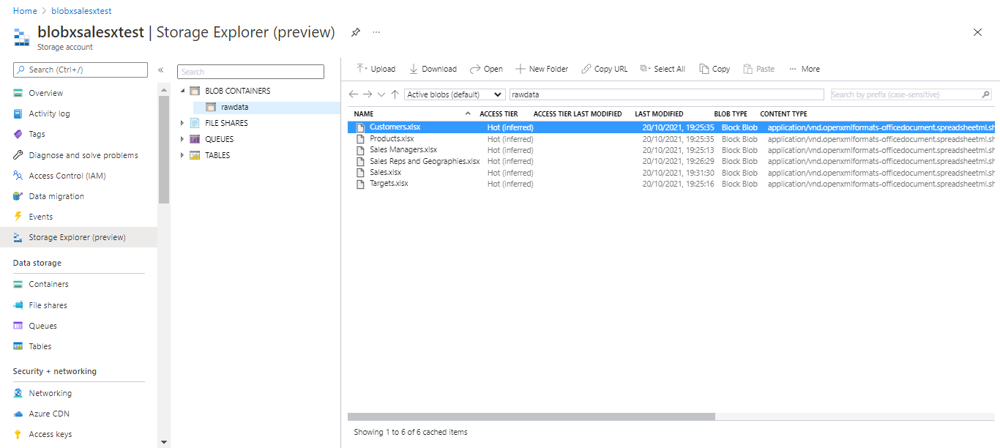 Home > blobxsalesxtest
blobxsalesxtest | Storage Explorer (preview) ...
Storage account
Search (Ctrl+/) «
Overview
Activity log
Tags
Diagnose and solve problems
Access Control (IAM)
Data migration
Events
Storage Explorer (preview)
Data storage
Containers
File shares
Queues
Tables
Security + networking
Networking
Azure CDN
Access keys
Search
BLOB CONTAINERS
rawdata
FILE SHARES
QUEUES
TABLES
Upload Download Open New Folder Copy URL Select All Copy Paste ... More
Active blobs (default) rawdata Search by prefix (case-sensitive)
NAME ACCESS TIER ACCESS TIER LAST MODIFIED LAST MODIFIED BLOB TYPE CONTENT TYPE
Customers.xlsx Hot (inferred) 20/10/2021, 19:25:35 Block Blob application/vnd.openxmlformats-officedocument.spreadsheetml.sh
Products.xlsx Hot (inferred) 20/10/2021, 19:25:35 Block Blob application/vnd.openxmlformats-officedocument.spreadsheetml.sh
Sales Managers.xlsx Hot (inferred) 20/10/2021, 19:25:13 Block Blob application/vnd.openxmlformats-officedocument.spreadsheetml.sh
Sales Reps and Geographies.xlsx Hot (inferred) 20/10/2021, 19:26:29 Block Blob application/vnd.openxmlformats-officedocument.spreadsheetml.sh
Sales.xlsx Hot (inferred) 20/10/2021, 19:31:30 Block Blob application/vnd.openxmlformats-officedocument.spreadsheetml.sh
Targets.xlsx Hot (inferred) 20/10/2021, 19:25:16 Block Blob application/vnd.openxmlformats-officedocument.spreadsheetml.sh
Showing 1 to 6 of 6 cached items